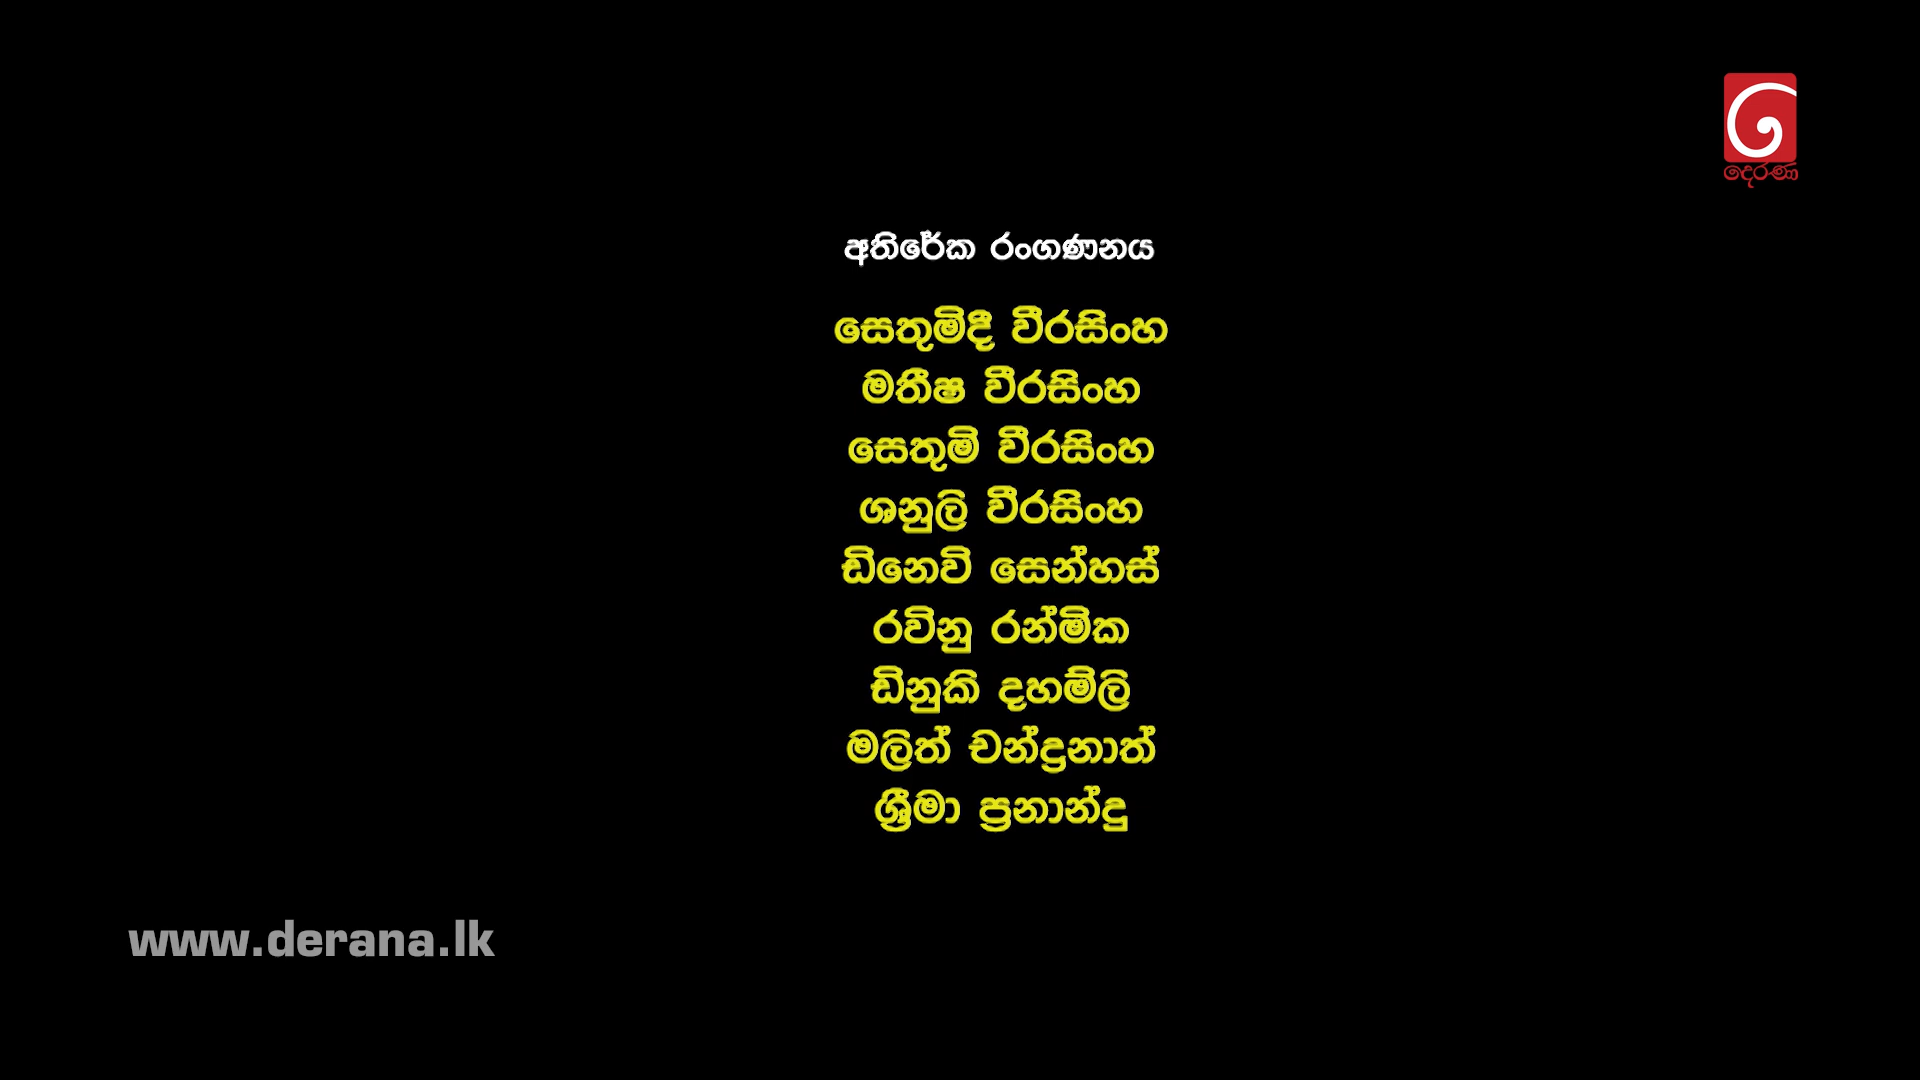 දෙරණ
අතිරේක රංගණනය
සෙතුමිදී වීරසිංහ
මතීෂ වීරසිංහ
සෙතුමි වීරසිංහ
ශනුලි වීරසිංහ
ඩිනෙවි සෙන්හස්
රවිනු රන්මික
ඩිනුකි දහම්ලි
මලිත් චන්ද්‍රනාත්
ශ්‍රීමා ප්‍රනාන්දු
www.derana.lk